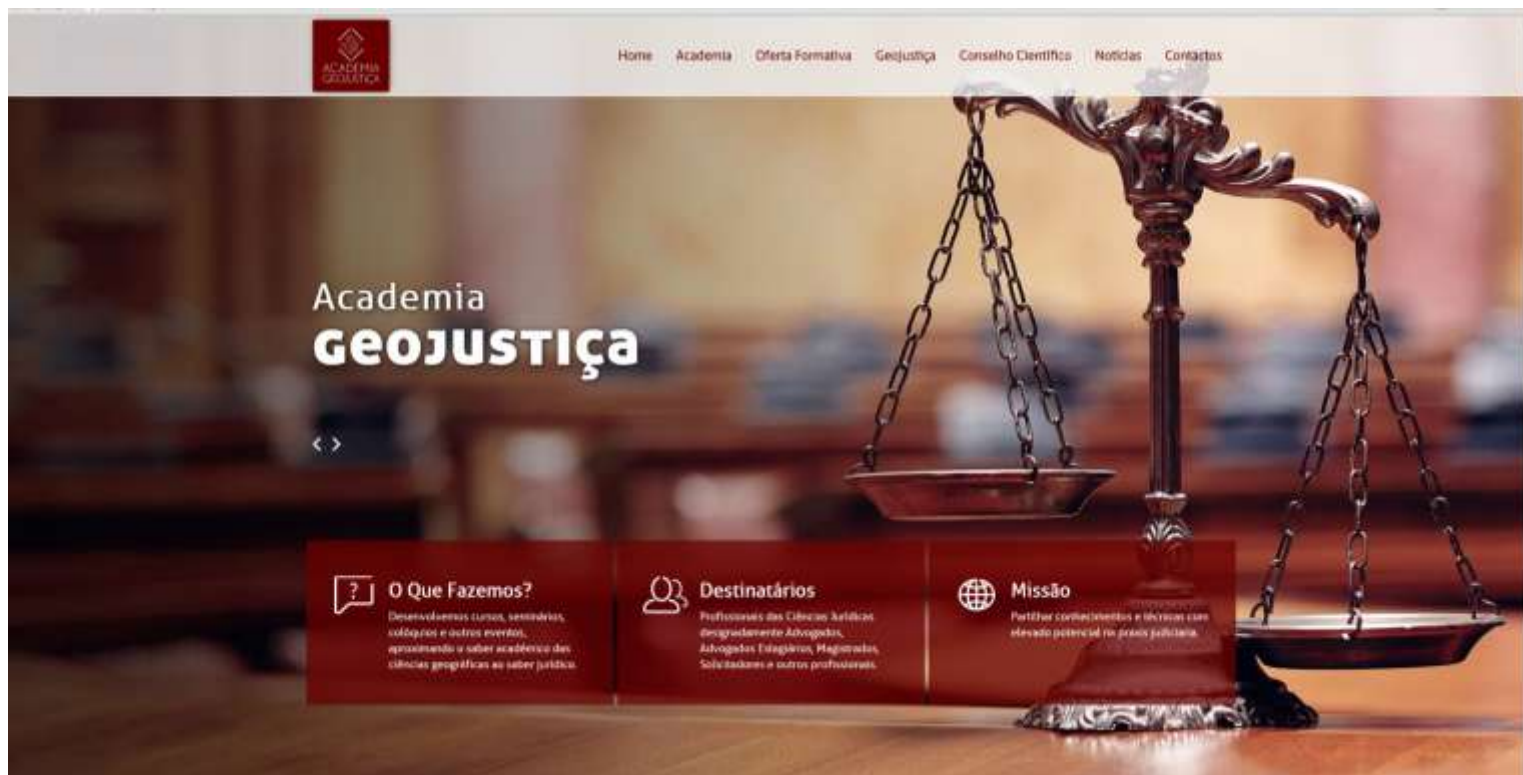 ACADEMIA
GEOJUSTIÇA
Home Academia Oferta Formativa Geojustiça Conselho Científico Notícias Contactos
Academia
GEOJUSTIÇA
O Que Fazemos?
Desenvolvemos cursos, seminários,
colóquios e outros eventos,
aproximando o saber académico das
ciências geográficas ao saber jurídico.
Destinatários
Profissionais das Ciências Jurídicas
designadamente Advogados,
Advogados Estagiários, Magistrados,
Solicitadores e outros profissionais.
Missão
Partilhar conhecimentos e técnicas com
elevado potencial na praxis judiciária.